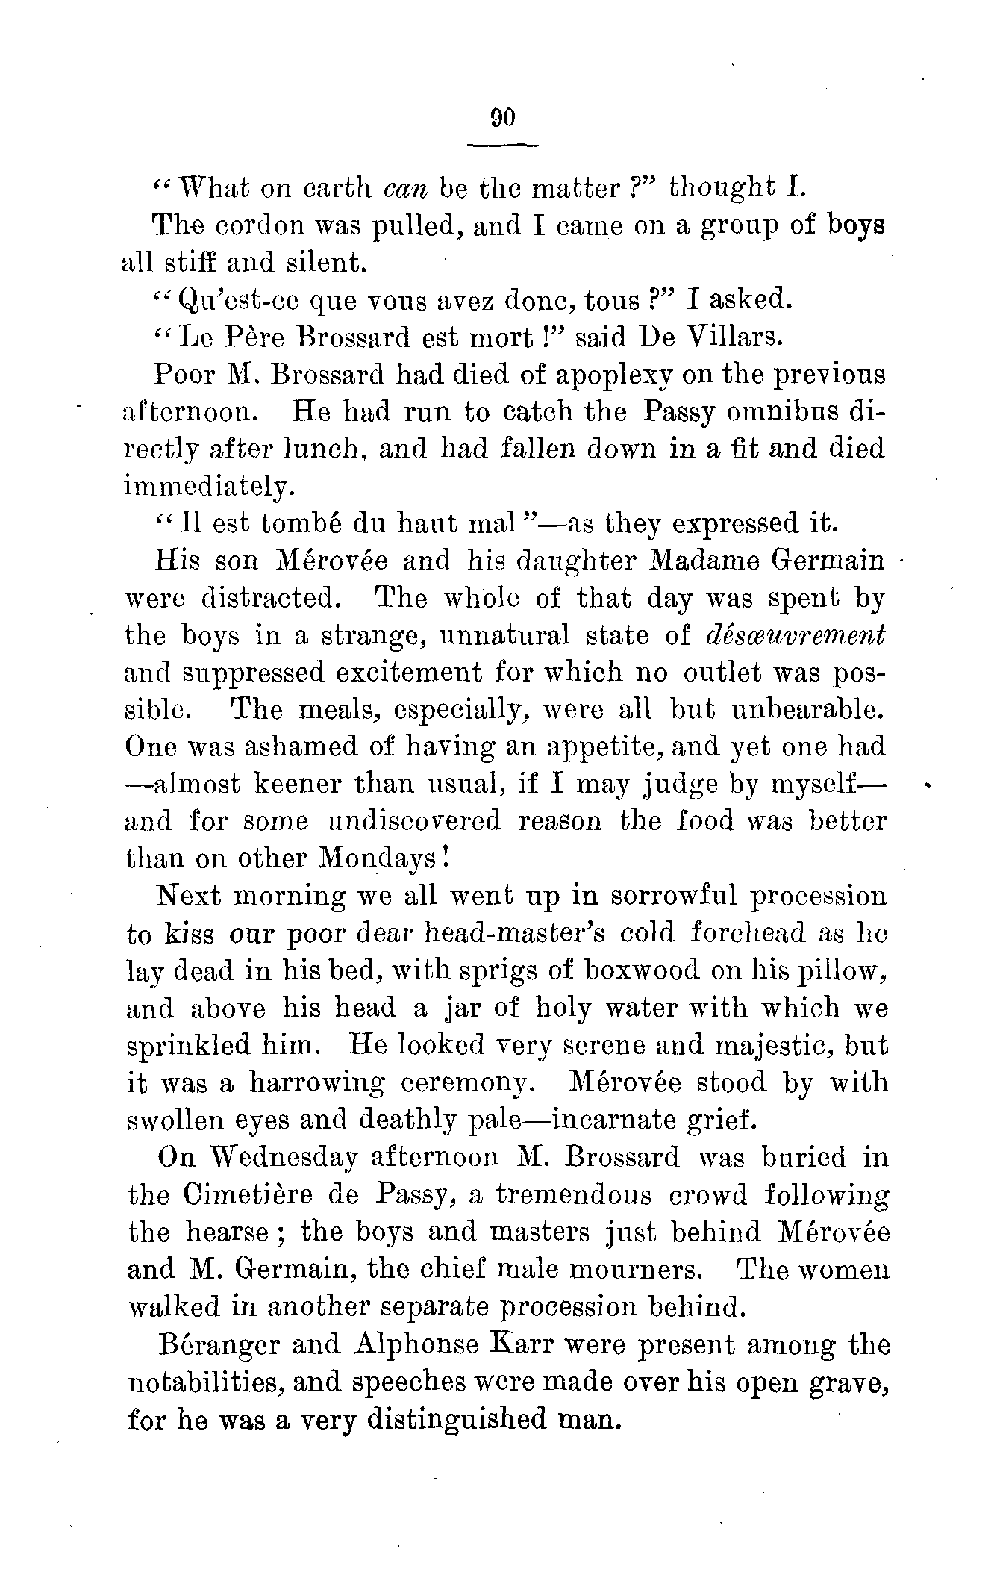 90
“What on earth can be the matter?” thought I.
The cordon was pulled, and I came on a group of boys
all stiff and silent.
“Qu’est-ce que vous avez donc, tous?” I asked.
“Le Père Brossard est mort!” said De Villars.
Poor M. Brossard had died of apoplexy on the previous
afternoon. He had run to catch the Passy omnibus di-
rectly after lunch, and had fallen down in a fit and died
immediately.
“Il est tombé du haut mal”—as they expressed it.
His son Mérovée and his daughter Madame Germain
were distracted. The whole of that day was spent by
the boys in a strange, unnatural state of désœuvrement
and suppressed excitement for which no outlet was pos-
sible. The meals, especially, were all but unbearable.
One was ashamed of having an appetite, and yet one had
—almost keener than usual, if I may judge by myself—
and for some undiscovered reason the food was better
than on other Mondays!
Next morning we all went up in sorrowful procession
to kiss our poor dear head-master’s cold forehead as he
lay dead in his bed, with sprigs of boxwood on his pillow,
and above his head a jar of holy water with which we
sprinkled him. He looked very serene and majestic, but
it was a harrowing ceremony. Mérovée stood by with
swollen eyes and deathly pale—incarnate grief.
On Wednesday afternoon M. Brossard was buried in
the Cimetière de Passy, a tremendous crowd following
the hearse; the boys and masters just behind Mérovée
and M. Germain, the chief male mourners. The women
walked in another separate procession behind.
Béranger and Alphonse Karr were present among the
notabilities, and speeches were made over his open grave,
for he was a very distinguished man.